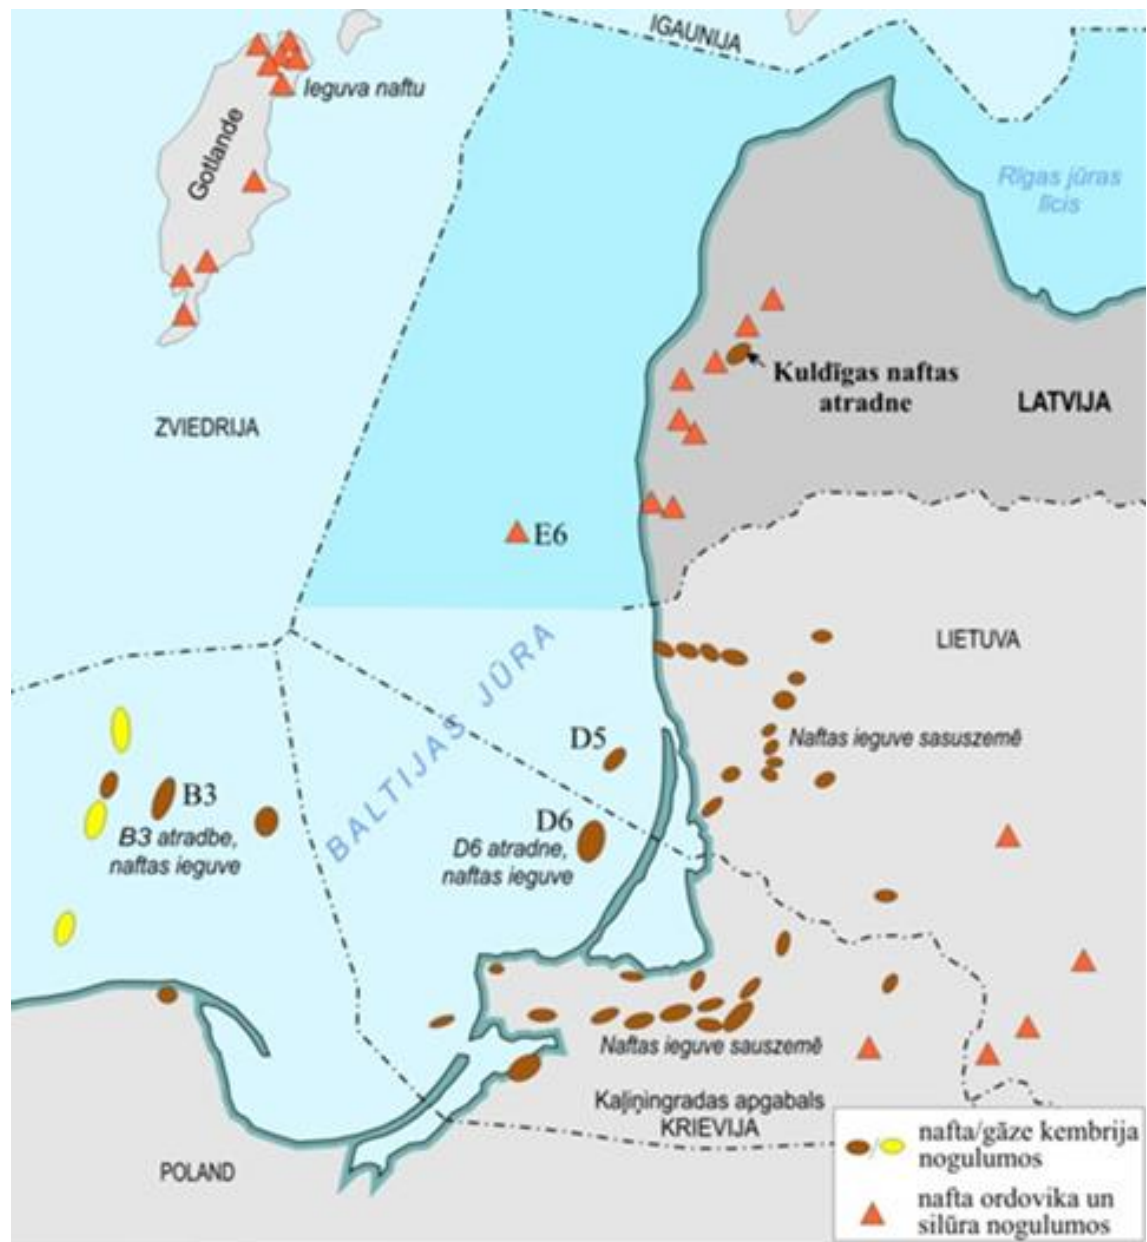 IGAUNIJA
Ieguva naftu
Gotlande
Rīgas jūras
līcis
Kuldīgas naftas
atradne
LATVIJA
ZVIEDRIJA
E6
BALTIJAS JŪRA
LIETUVA
D5
Naftas ieguve sasuszemē
B3
B3 atradbe,
naftas ieguve
D6
D6 atradne,
naftas ieguve
Naftas ieguve sauszemē
Kaļiņingradas apgabals
KRIEVIJA
POLAND
nafta/gāze kembrija
nogulumos
nafta ordovika un
silūra nogulumos